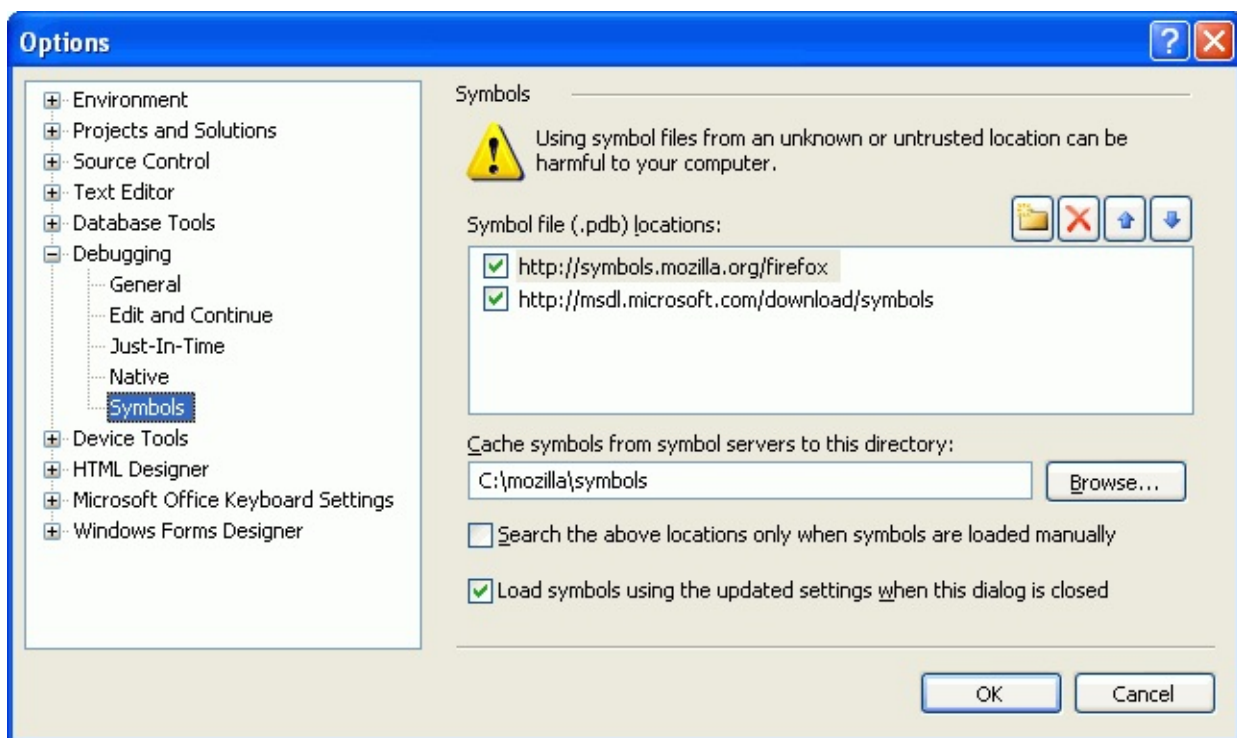 Options
Environment
Projects and Solutions
Source Control
Text Editor
Database Tools
Debugging
General
Edit and Continue
Just-In-Time
Native
Symbols
Device Tools
HTML Designer
Microsoft Office Keyboard Settings
Windows Forms Designer
Symbols
Using symbol files from an unknown or untrusted location can be
harmful to your computer.
Symbol file (.pdb) locations:
http://symbols.mozilla.org/firefox
http://msdl.microsoft.com/download/symbols
Cache symbols from symbol servers to this directory:
C:\mozilla\symbols
Browse...
Search the above locations only when symbols are loaded manually
Load symbols using the updated settings when this dialog is closed
OK
Cancel